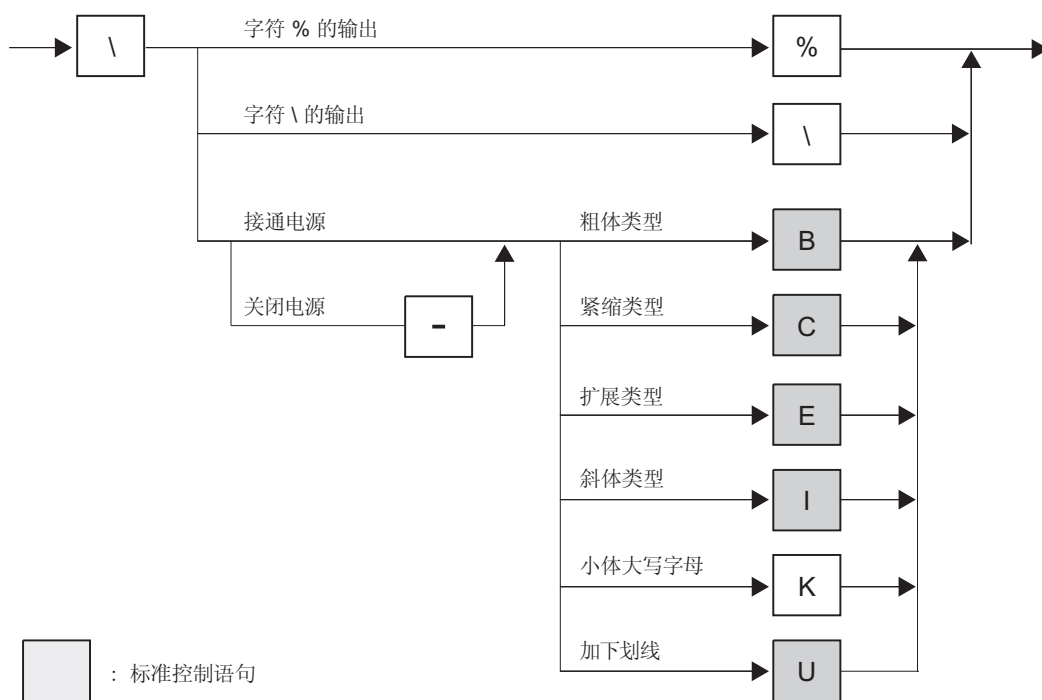 \
字符 % 的输出
%
字符 \ 的输出
\
接通电源
粗体类型
B
关闭电源
-
紧缩类型
C
扩展类型
E
斜体类型
I
小体大写字母
K
加下划线
U
: 标准控制语句